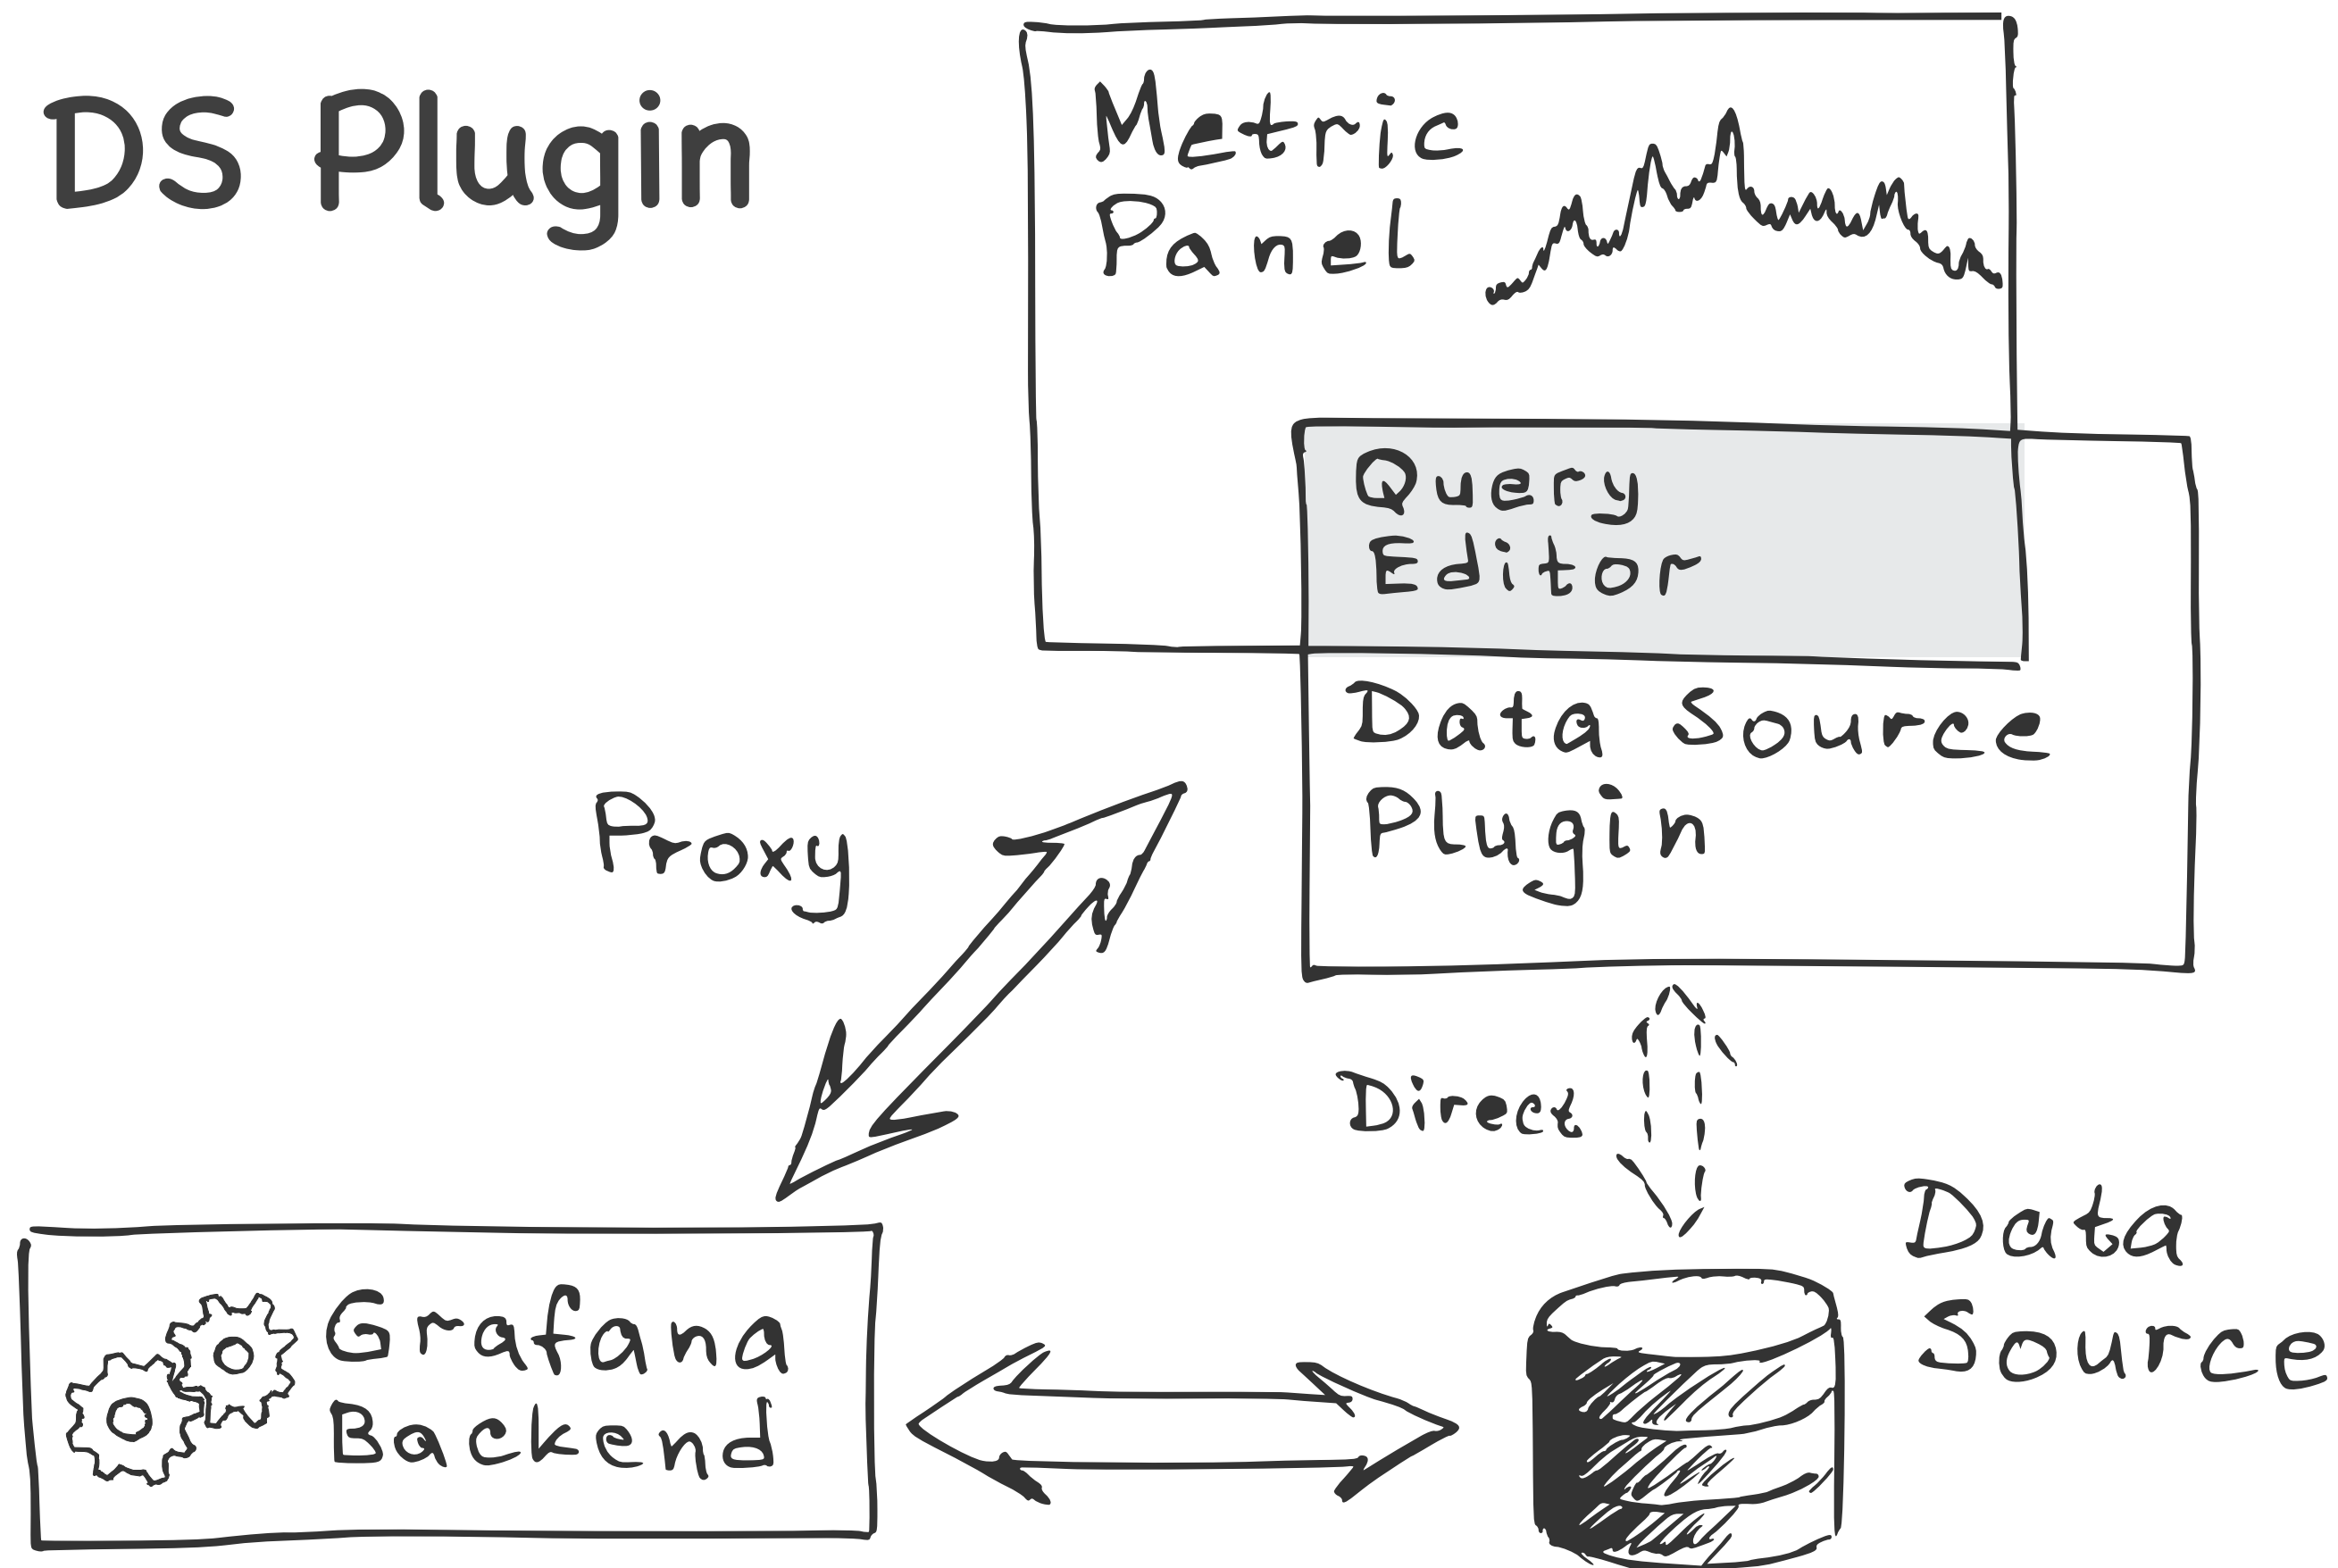 DS Plugin
Metric
Panel
Query
Editor
Data Source
Plugin
Proxy
Direct
Data
Source
Grafana
Backend